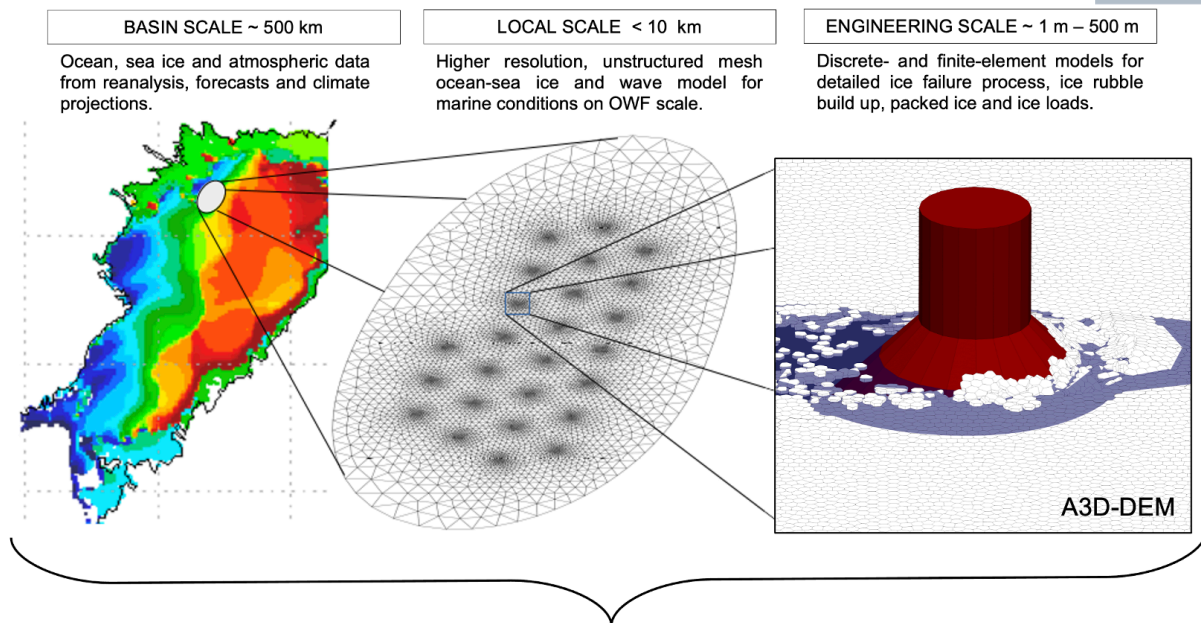 BASIN SCALE ~ 500 km
Ocean, sea ice and atmospheric data
from reanalysis, forecasts and climate
projections.
LOCAL SCALE < 10 km
Higher resolution, unstructured mesh
ocean-sea ice and wave model for
marine conditions on OWF scale.
ENGINEERING SCALE ~ 1 m – 500 m
Discrete- and finite-element models for
detailed ice failure process, ice rubble
build up, packed ice and ice loads.
A3D-DEM